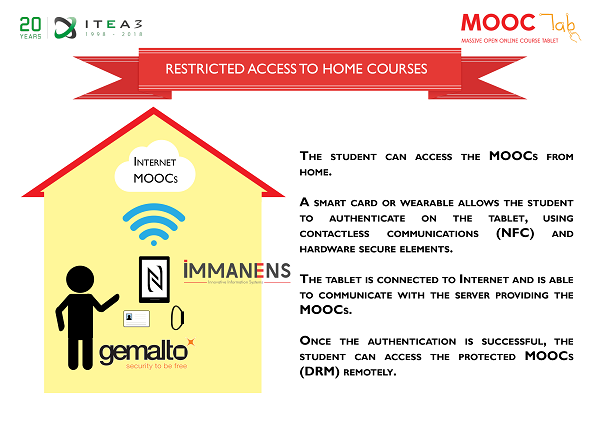 20 YEARS ITEA3
1998 - 2018
MOOC Tab
MASSIVE OPEN ONLINE COURSE TABLET
RESTRICTED ACCESS TO HOME COURSES
INTERNET
MOOCS
IMMANENS
Innovative Information Systems
gemalto
security to be free
THE STUDENT CAN ACCESS THE MOOCS FROM
HOME.
A SMART CARD OR WEARABLE ALLOWS THE STUDENT
TO AUTHENTICATE ON THE TABLET, USING
CONTACTLESS COMMUNICATIONS (NFC) AND
HARDWARE SECURE ELEMENTS.
THE TABLET IS CONNECTED TO INTERNET AND IS ABLE
TO COMMUNICATE WITH THE SERVER PROVIDING THE
MOOCS.
ONCE THE AUTHENTICATION IS SUCCESSFUL, THE
STUDENT CAN ACCESS THE PROTECTED MOOCS
(DRM) REMOTELY.